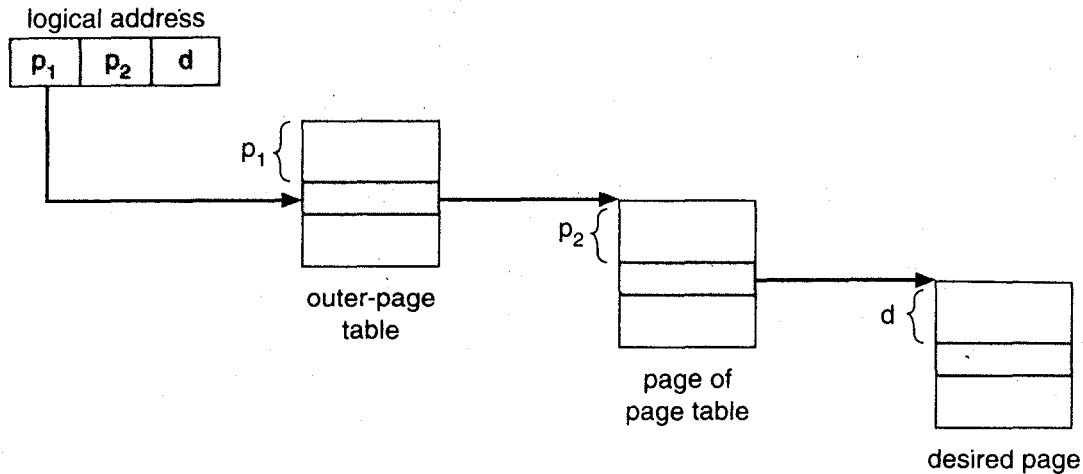 logical address
p₁ p₂ d
p₁
outer-page
table
p₂
page of
page table
d
desired page